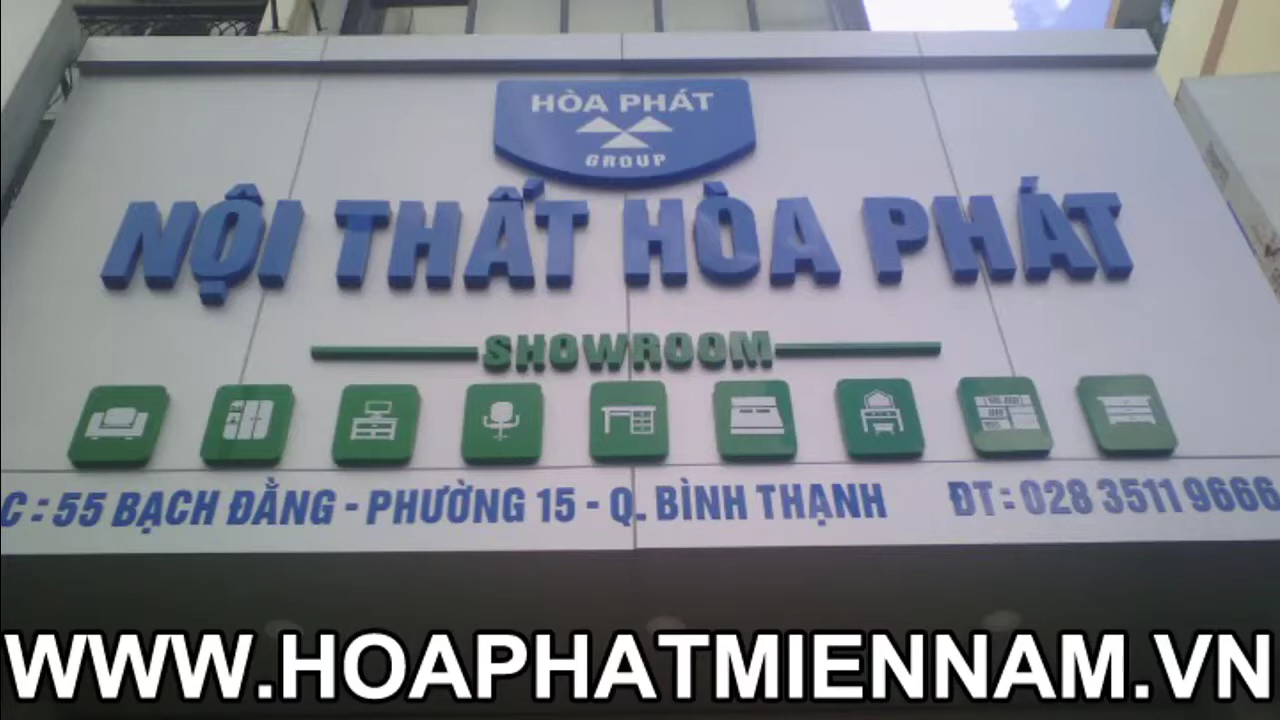 HÒA PHÁT
GROUP
NỘI THẤT HÒA PHÁT
SHOWROOM
C : 55 BẠCH ĐẰNG - PHƯỜNG 15 - Q. BÌNH THẠNH ĐT : 028 3511 9666
WWW.HOAPHATMIENNAM.VN